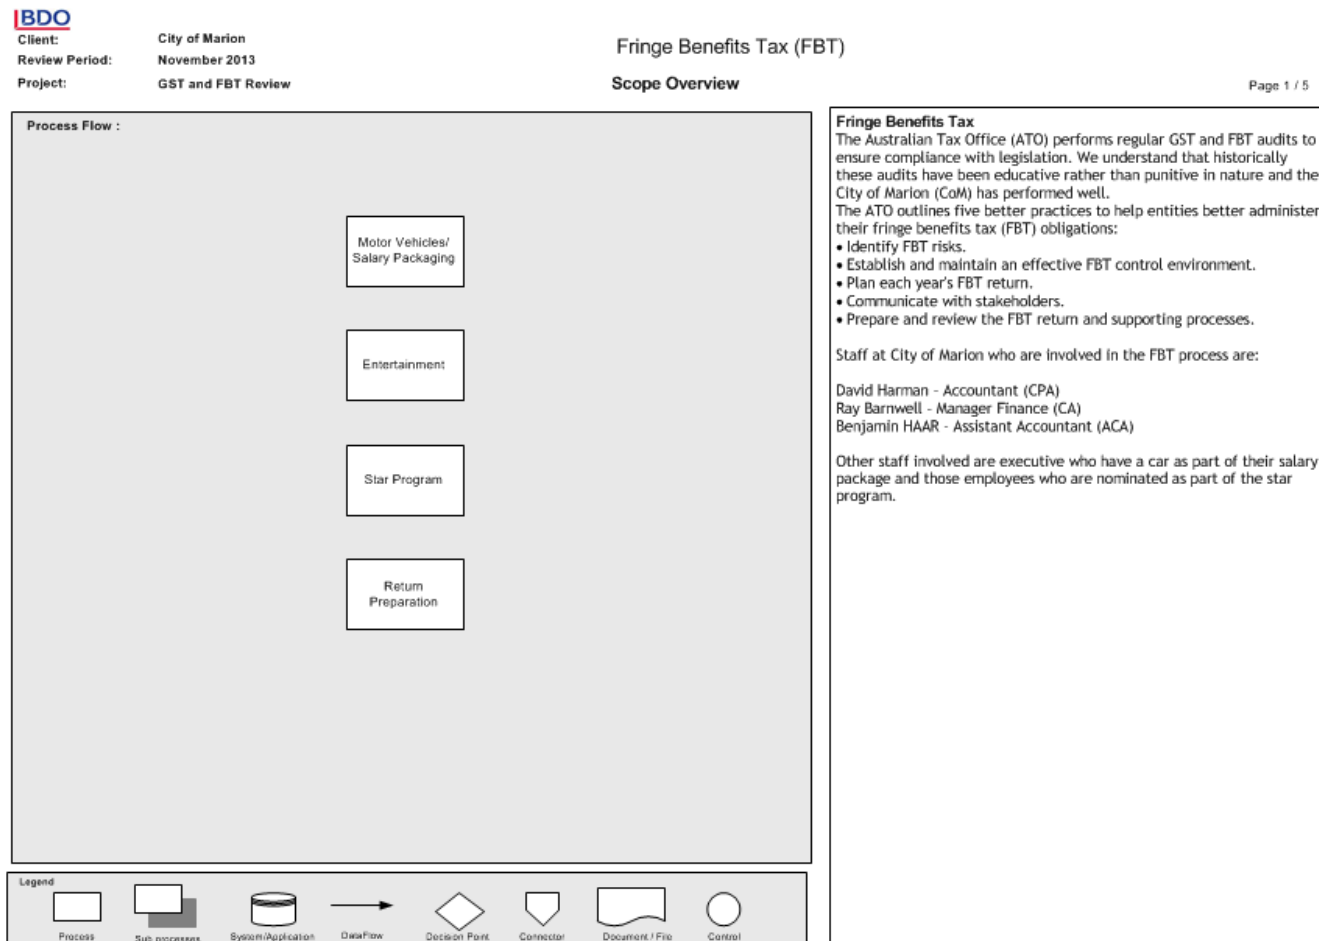 BDO
Client: City of Marion
Review Period: November 2013
Project: GST and FBT Review
Fringe Benefits Tax (FBT)
Scope Overview
Page 1 / 5
Process Flow :
Motor Vehicles/
Salary Packaging
Entertainment
Star Program
Return
Preparation
Fringe Benefits Tax
The Australian Tax Office (ATO) performs regular GST and FBT audits to
ensure compliance with legislation. We understand that historically
these audits have been educative rather than punitive in nature and the
City of Marion (CoM) has performed well.
The ATO outlines five better practices to help entities better administer
their fringe benefits tax (FBT) obligations:
• Identify FBT risks.
• Establish and maintain an effective FBT control environment.
• Plan each year's FBT return.
• Communicate with stakeholders.
• Prepare and review the FBT return and supporting processes.
Staff at City of Marion who are involved in the FBT process are:
David Harman - Accountant (CPA)
Ray Barnwell - Manager Finance (CA)
Benjamin HAAR - Assistant Accountant (ACA)
Other staff involved are executive who have a car as part of their salary
package and those employees who are nominated as part of the star
program.
Legend
Process
Sub processes
System/Application
DataFlow
Decision Point
Connector
Document / File
Control